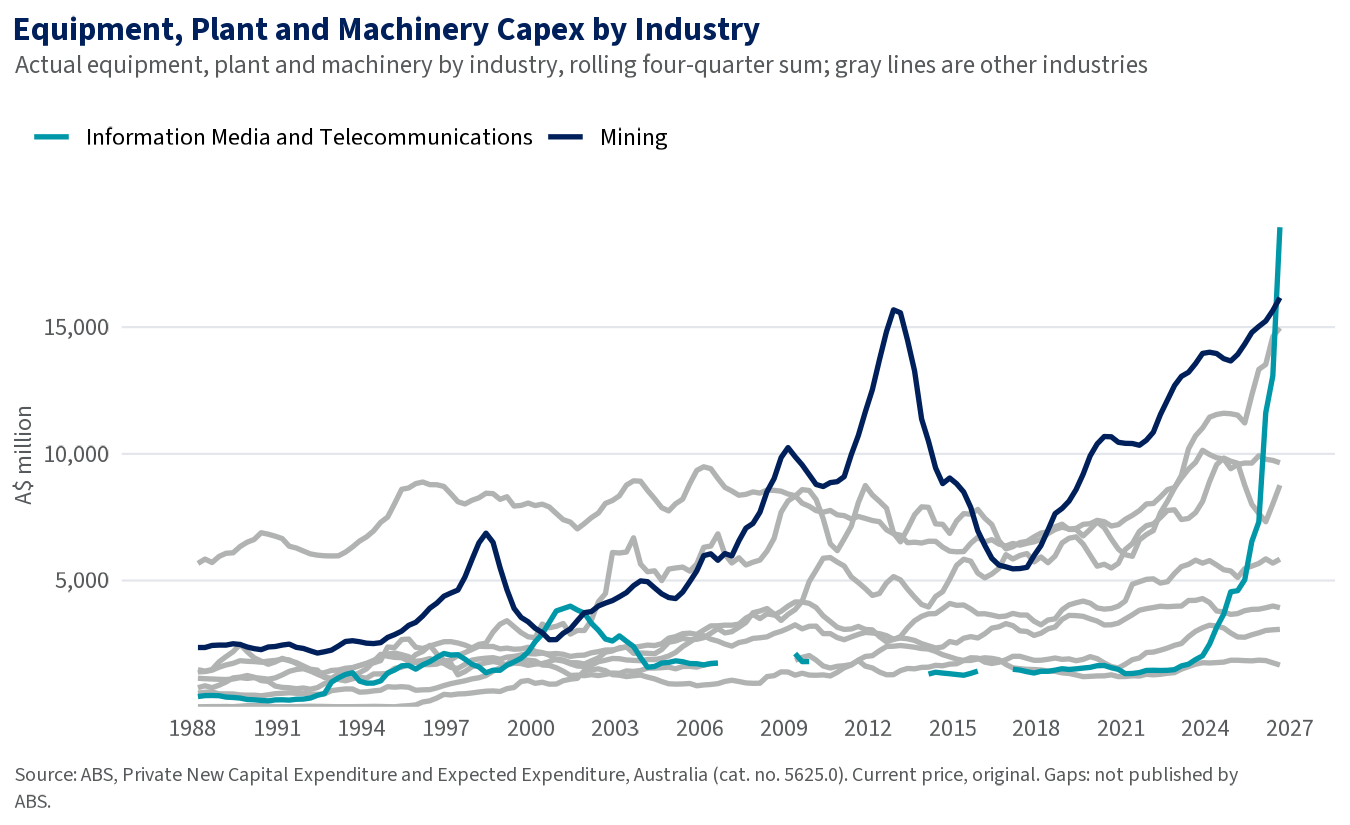 Equipment, Plant and Machinery Capex by Industry
Actual equipment, plant and machinery by industry, rolling four-quarter sum; gray lines are other industries
Information Media and Telecommunications Mining
A$ million
15,000
10,000
5,000
1988 1991 1994 1997 2000 2003 2006 2009 2012 2015 2018 2021 2024 2027
Source: ABS, Private New Capital Expenditure and Expected Expenditure, Australia (cat. no. 5625.0). Current price, original. Gaps: not published by
ABS.